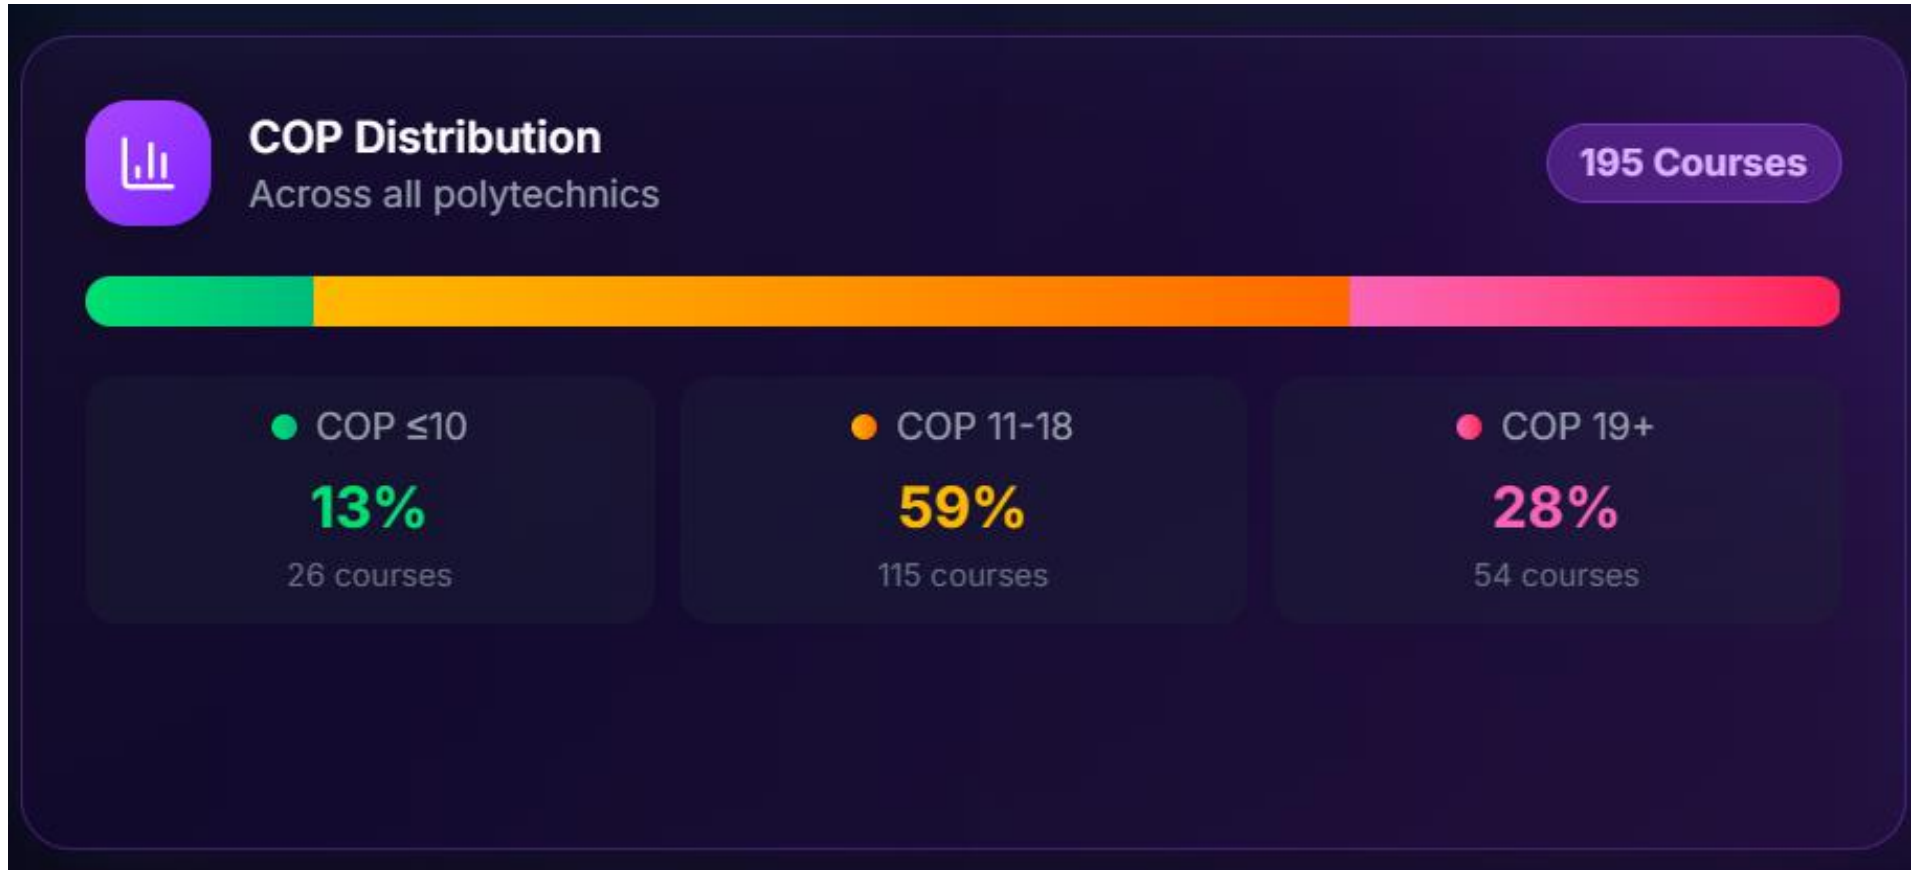 COP Distribution
Across all polytechnics
195 Courses
COP ≤10
13%
26 courses
COP 11-18
59%
115 courses
COP 19+
28%
54 courses